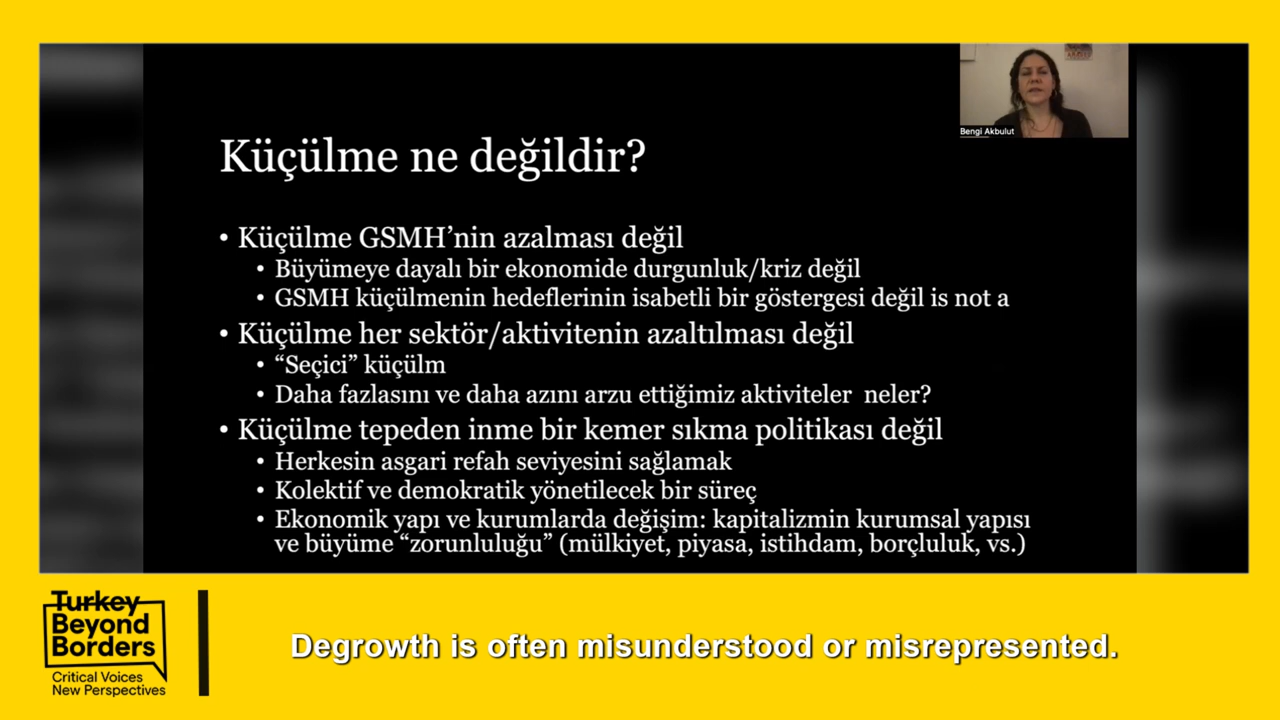 Bengi Akbulut
Küçülme ne değildir?
• Küçülme GSMH’nin azalması değil
• Büyümeye dayalı bir ekonomide durgunluk/kriz değil
• GSMH küçülmenin hedeflerinin isabetli bir göstergesi değil is not a
• Küçülme her sektör/aktivitenin azaltılması değil
• “Seçici” küçülm
• Daha fazlasını ve daha azını arzu ettiğimiz aktiviteler  neler?
• Küçülme tepeden inme bir kemer sıkma politikası değil
• Herkesin asgari refah seviyesini sağlamak
• Kolektif ve demokratik yönetilecek bir süreç
• Ekonomik yapı ve kurumlarda değişim: kapitalizmin kurumsal yapısı
ve büyüme “zorunluluğu” (mülkiyet, piyasa, istihdam, borçluluk, vs.)
Turkey
Beyond
Borders
Critical Voices
New Perspectives
Degrowth is often misunderstood or misrepresented.